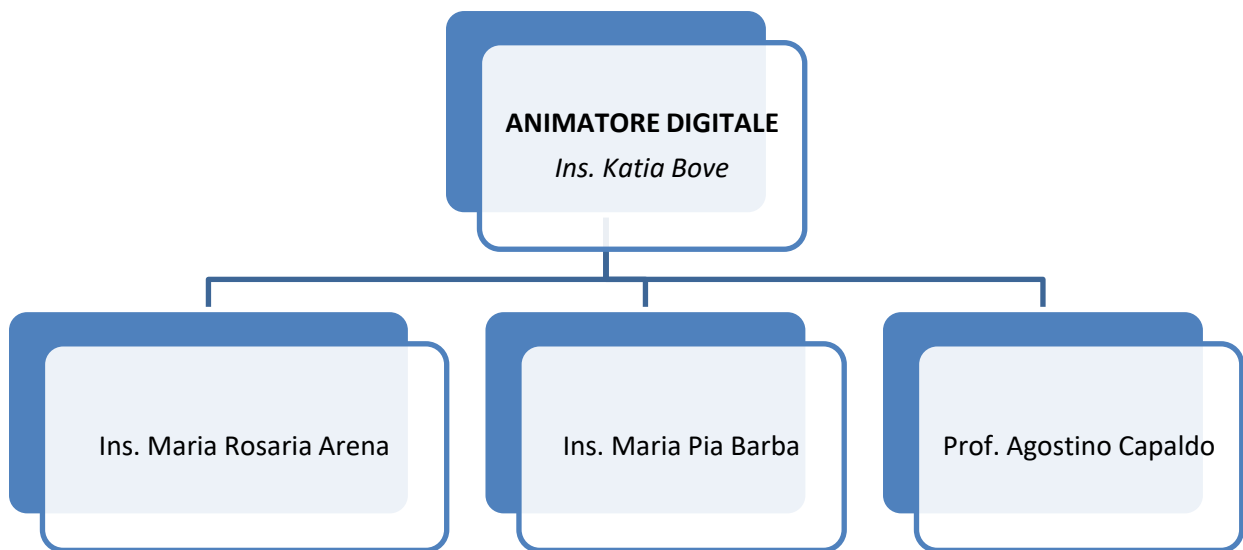 ANIMATORE DIGITALE
Ins. Katia Bove
Ins. Maria Rosaria Arena
Ins. Maria Pia Barba
Prof. Agostino Capaldo